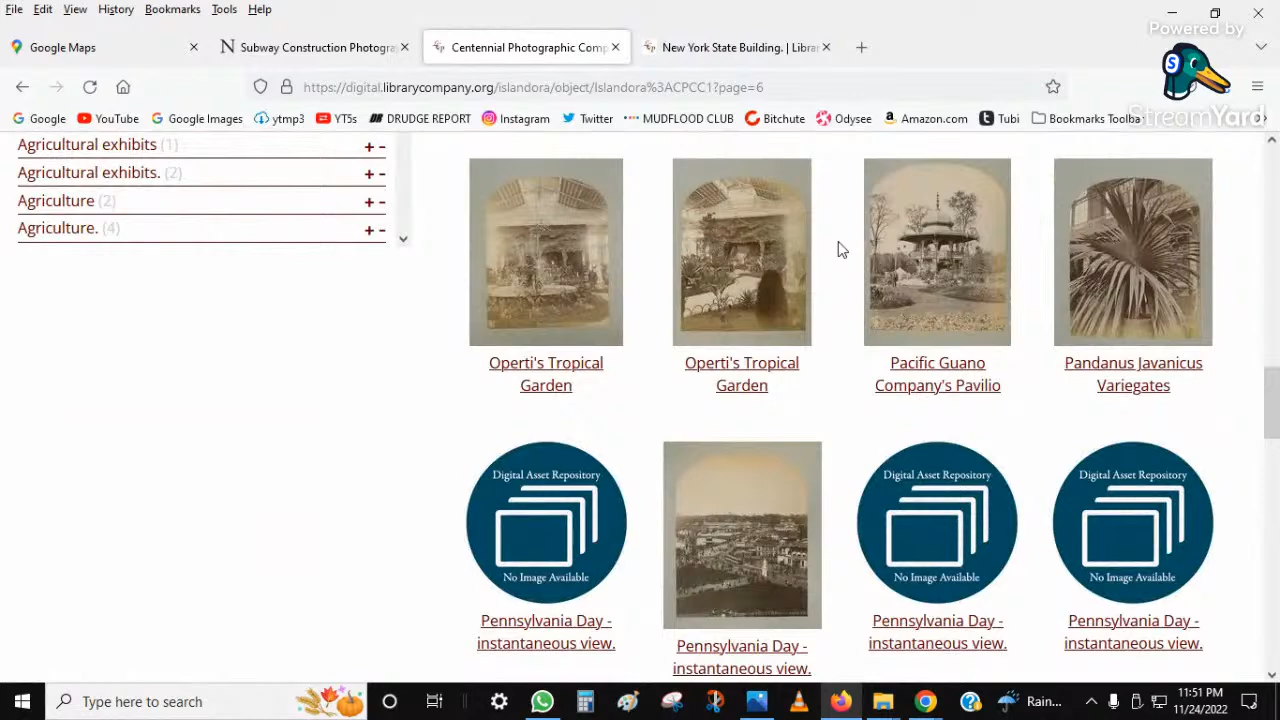 File Edit View History Bookmarks Tools Help
Google Maps
Subway Construction Photogra
Centennial Photographic Comp
New York State Building. | Librar
Powered by
StreamYard
https://digital.librarycompany.org/islandora/object/Islandora%3ACPCC1?page=6
Google YouTube Google Images ytmp3 YT5s DRUDGE REPORT Instagram Twitter MUDFLOOD CLUB Bitchute Odysee Amazon.com Tubi Bookmarks Toolbar
Agricultural exhibits (1) + -
Agricultural exhibits. (2) + -
Agriculture (2) + -
Agriculture. (4) + -
Operti's Tropical
Garden
Operti's Tropical
Garden
Pacific Guano
Company's Pavilio
Pandanus Javanicus
Variegates
Digital Asset Repository
No Image Available
Digital Asset Repository
No Image Available
Digital Asset Repository
No Image Available
Pennsylvania Day -
instantaneous view.
Pennsylvania Day -
instantaneous view.
Pennsylvania Day -
instantaneous view.
Pennsylvania Day -
instantaneous view.
Type here to search
Rain...
11:51 PM
11/24/2022